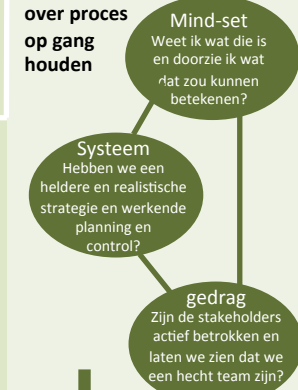 over proces
op gang
houden
Mind-set
Weet ik wat die is
en doorzie ik wat
dat zou kunnen
betekenen?
Systeem
Hebben we een
heldere en realistische
strategie en werkende
planning en
control?
gedrag
Zijn de stakeholders
actief betrokken en
laten we zien dat we
een hecht team zijn?